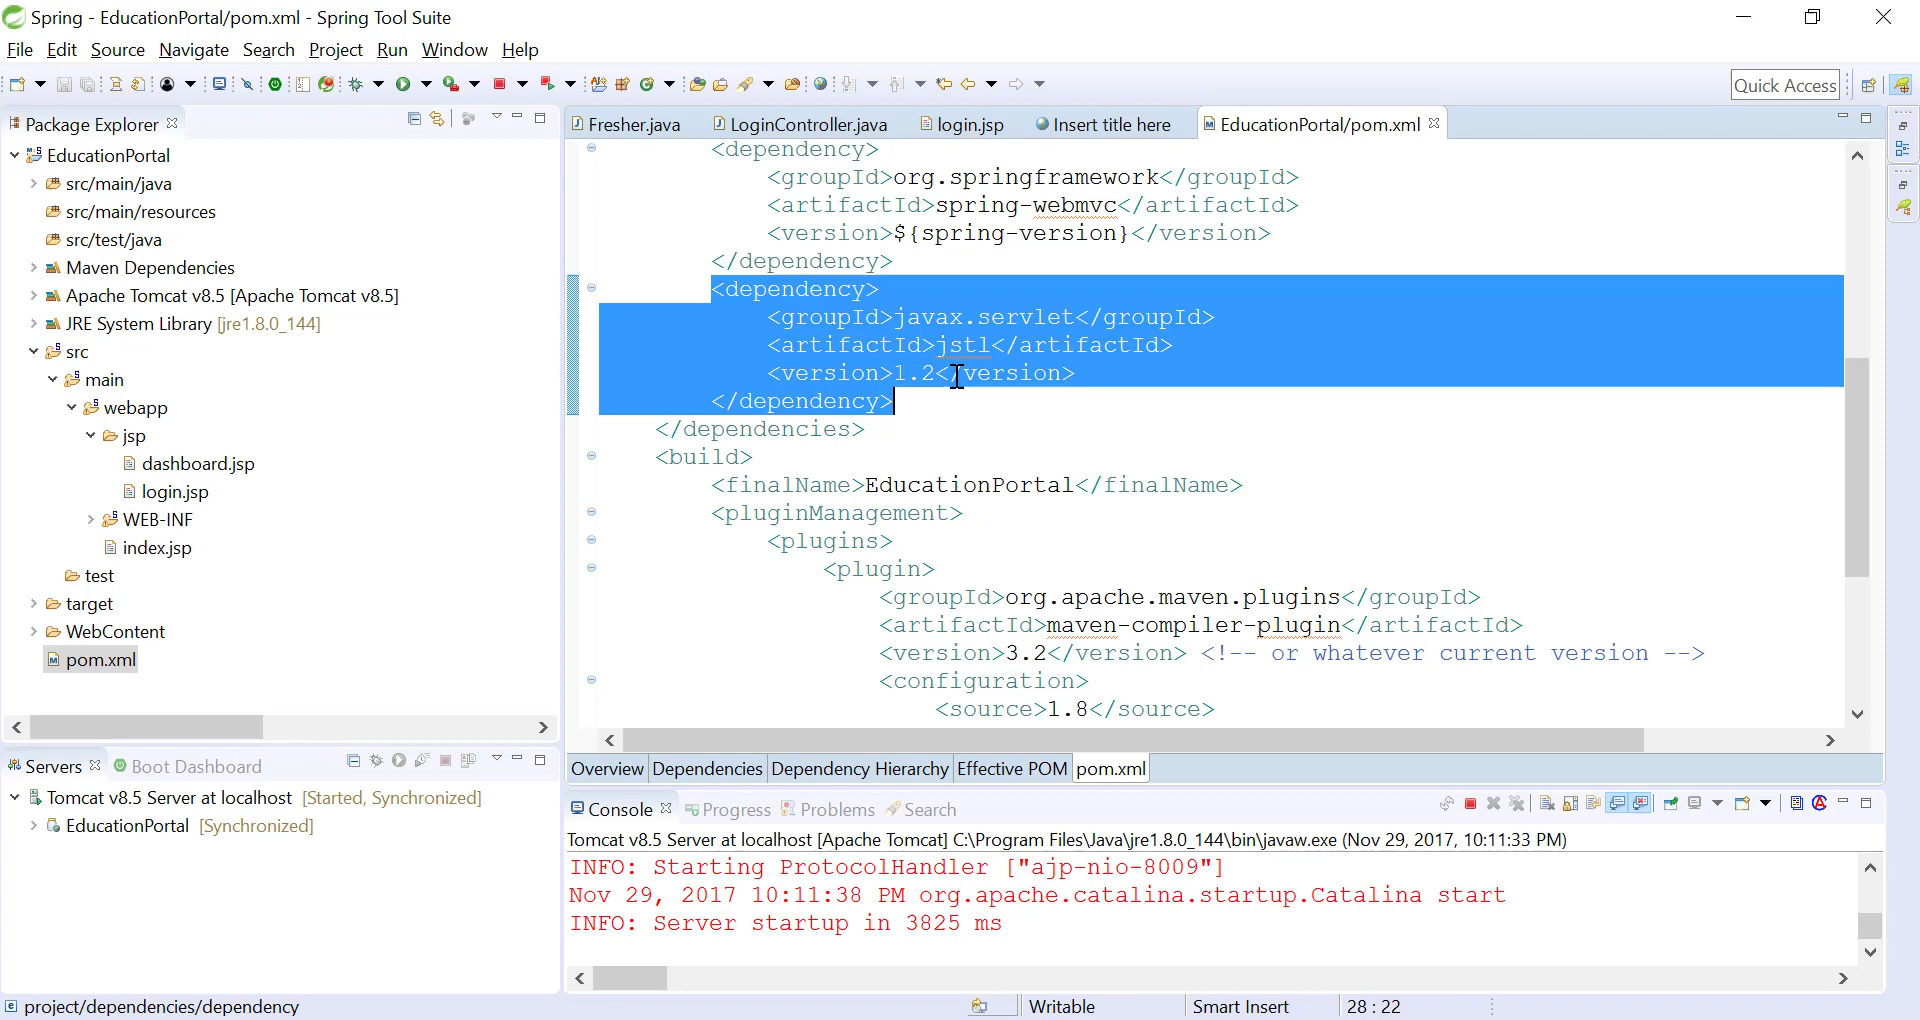 Spring - EducationPortal/pom.xml - Spring Tool Suite
File Edit Source Navigate Search Project Run Window Help
Quick Access
Package Explorer
EducationPortal
src/main/java
src/main/resources
src/test/java
Maven Dependencies
Apache Tomcat v8.5 [Apache Tomcat v8.5]
JRE System Library [jre1.8.0_144]
src
main
webapp
jsp
dashboard.jsp
login.jsp
WEB-INF
index.jsp
test
target
WebContent
pom.xml
Fresher.java LoginController.java login.jsp Insert title here EducationPortal/pom.xml
<dependency>
<groupId>org.springframework</groupId>
<artifactId>spring-webmvc</artifactId>
<version>${spring-version}</version>
</dependency>
<dependency>
<groupId>javax.servlet</groupId>
<artifactId>jstl</artifactId>
<version>1.2</version>
</dependency>
</dependencies>
<build>
<finalName>EducationPortal</finalName>
<pluginManagement>
<plugins>
<plugin>
<groupId>org.apache.maven.plugins</groupId>
<artifactId>maven-compiler-plugin</artifactId>
<version>3.2</version> <!-- or whatever current version -->
<configuration>
<source>1.8</source>
Overview Dependencies Dependency Hierarchy Effective POM pom.xml
Servers Boot Dashboard
Tomcat v8.5 Server at localhost [Started, Synchronized]
EducationPortal [Synchronized]
Console Progress Problems Search
Tomcat v8.5 Server at localhost [Apache Tomcat] C:\Program Files\Java\jre1.8.0_144\bin\javaw.exe (Nov 29, 2017, 10:11:33 PM)
INFO: Starting ProtocolHandler ["ajp-nio-8009"]
Nov 29, 2017 10:11:38 PM org.apache.catalina.startup.Catalina start
INFO: Server startup in 3825 ms
project/dependencies/dependency
Writable Smart Insert 28 : 22